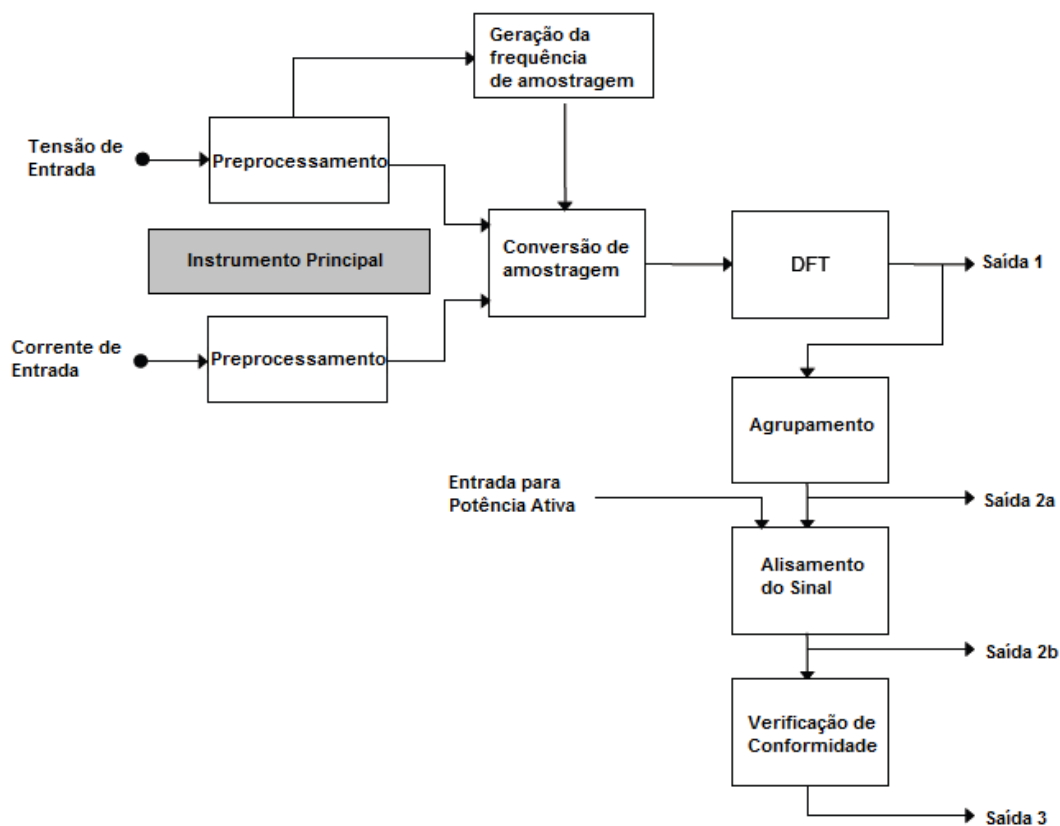 Geração da
frequência
de amostragem
Tensão de
Entrada
Preprocessamento
Instrumento Principal
Conversão de
amostragem
DFT
Saída 1
Corrente de
Entrada
Preprocessamento
Agrupamento
Entrada para
Potência Ativa
Saída 2a
Alisamento
do Sinal
Saída 2b
Verificação de
Conformidade
Saída 3